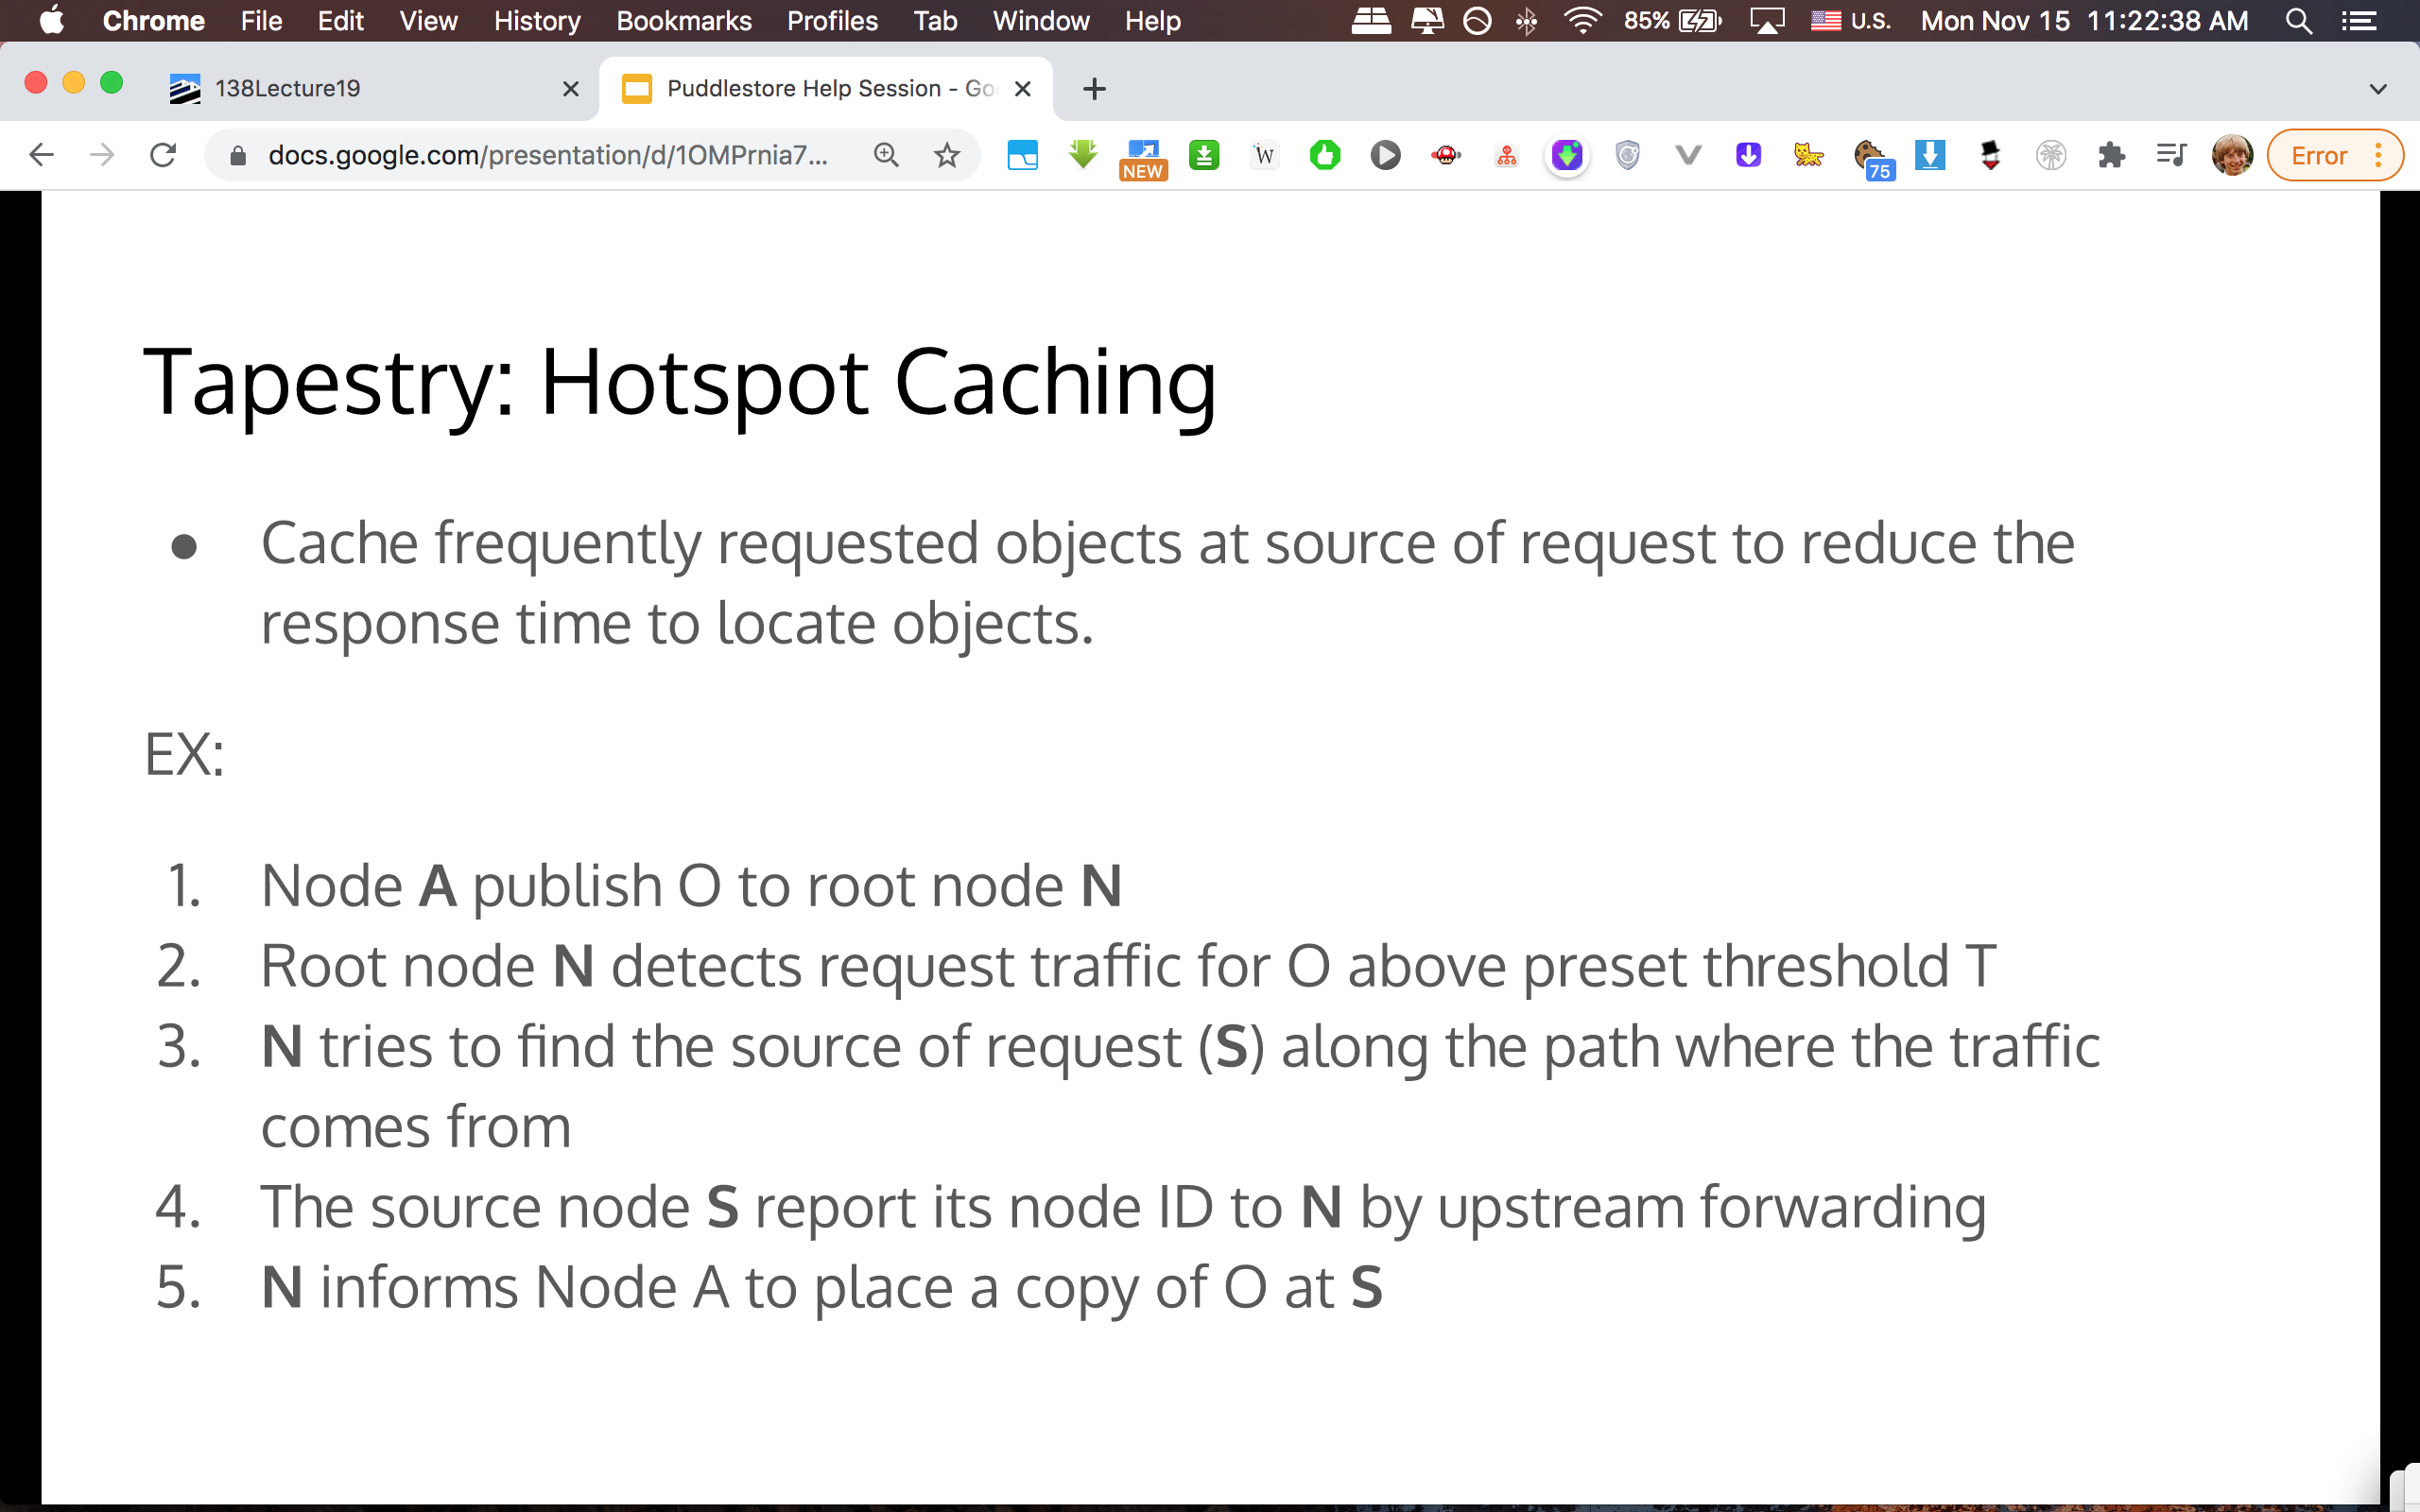 Chrome File Edit View History Bookmarks Profiles Tab Window Help 85% U.S. Mon Nov 15 11:22:38 AM
138Lecture19 Puddlestore Help Session - Go
docs.google.com/presentation/d/1OMPrnia7... NEW W 75 Error
Tapestry: Hotspot Caching
● Cache frequently requested objects at source of request to reduce the
response time to locate objects.
EX:
1. Node A publish O to root node N
2. Root node N detects request traffic for O above preset threshold T
3. N tries to find the source of request (S) along the path where the traffic
comes from
4. The source node S report its node ID to N by upstream forwarding
5. N informs Node A to place a copy of O at S